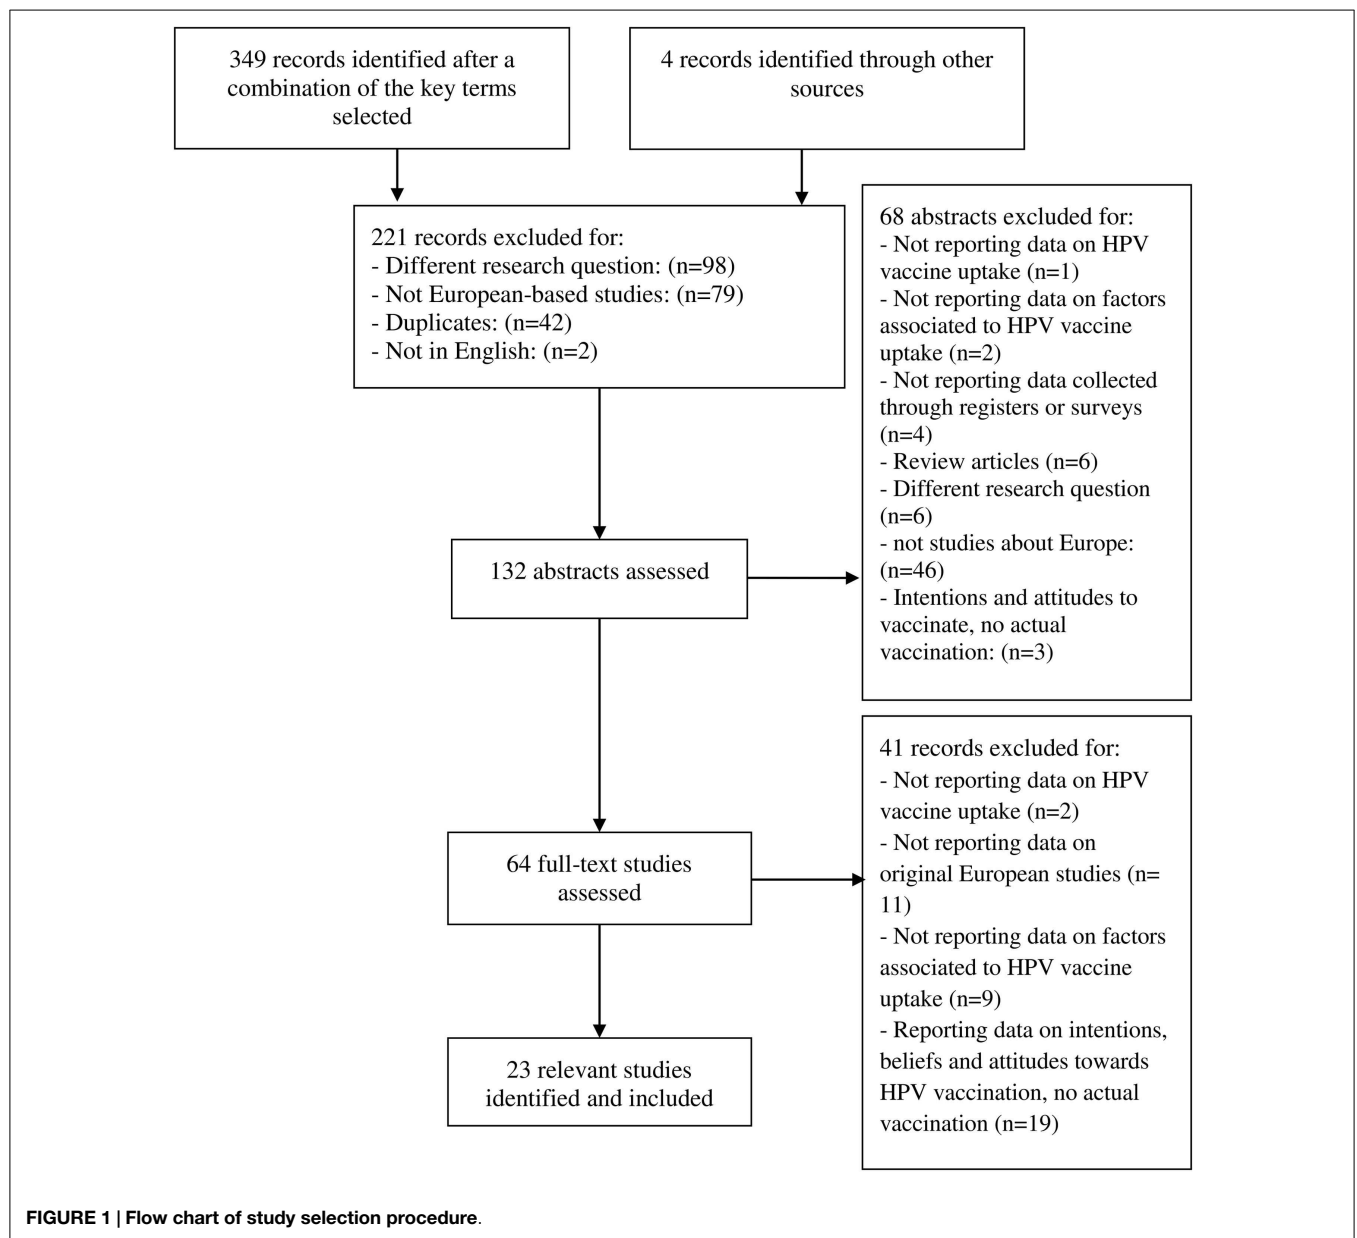 349 records identified after a
combination of the key terms
selected
4 records identified through other
sources
221 records excluded for:
- Different research question: (n=98)
- Not European-based studies: (n=79)
- Duplicates: (n=42)
- Not in English: (n=2)
132 abstracts assessed
68 abstracts excluded for:
- Not reporting data on HPV
vaccine uptake (n=1)
- Not reporting data on factors
associated to HPV vaccine
uptake (n=2)
- Not reporting data collected
through registers or surveys
(n=4)
- Review articles (n=6)
- Different research question
(n=6)
- not studies about Europe:
(n=46)
- Intentions and attitudes to
vaccinate, no actual
vaccination: (n=3)
64 full-text studies
assessed
41 records excluded for:
- Not reporting data on HPV
vaccine uptake (n=2)
- Not reporting data on
original European studies (n=
11)
- Not reporting data on factors
associated to HPV vaccine
uptake (n=9)
- Reporting data on intentions,
beliefs and attitudes towards
HPV vaccination, no actual
vaccination (n=19)
23 relevant studies
identified and included
FIGURE 1 | Flow chart of study selection procedure.